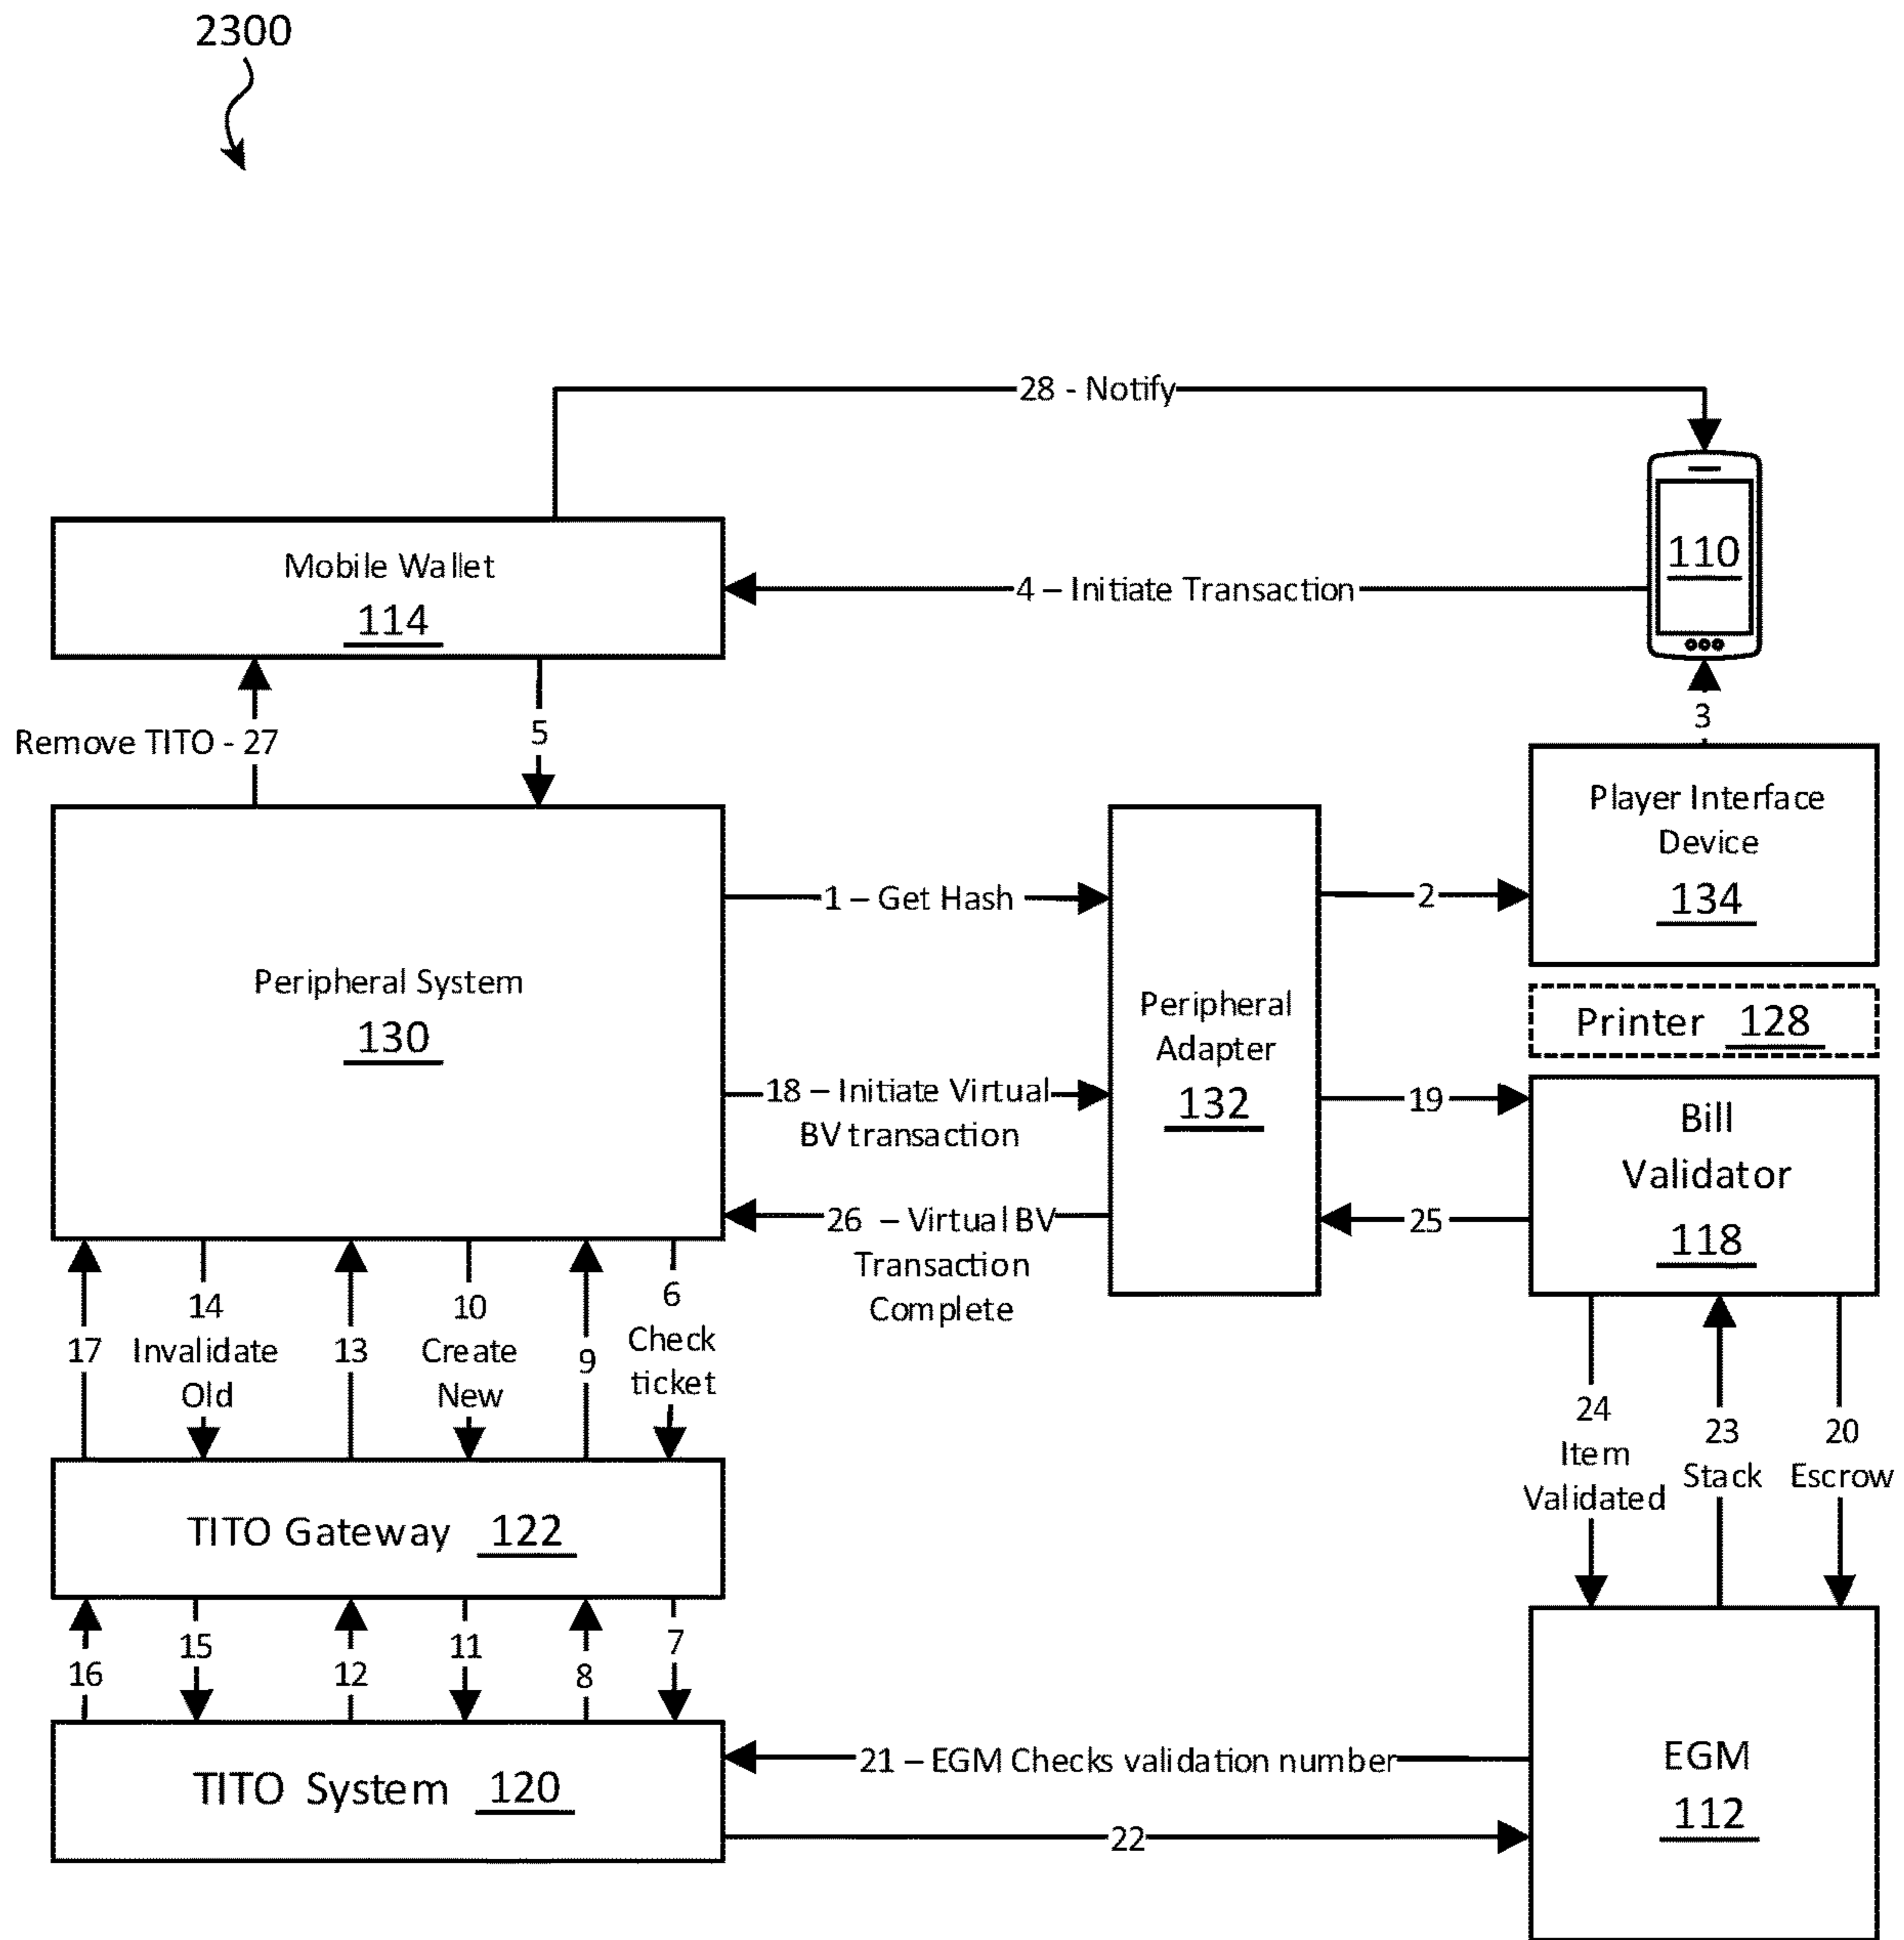 2300
28 - Notify
110
Mobile Wallet
114
4 – Initiate Transaction
3
Remove TITO - 27
5
Player Interface
Device
134
1 – Get Hash
2
Peripheral System
130
Peripheral
Adapter
132
Printer 128
18 – Initiate Virtual
BV transaction
19
Bill
Validator
118
26 – Virtual BV
Transaction
Complete
25
17
14
Invalidate
Old
13
10
Create
New
9
6
Check
ticket
24
Item
Validated
23
Stack
20
Escrow
TITO Gateway 122
16
15
12
11
8
7
TITO System 120
21 – EGM Checks validation number
22
EGM
112